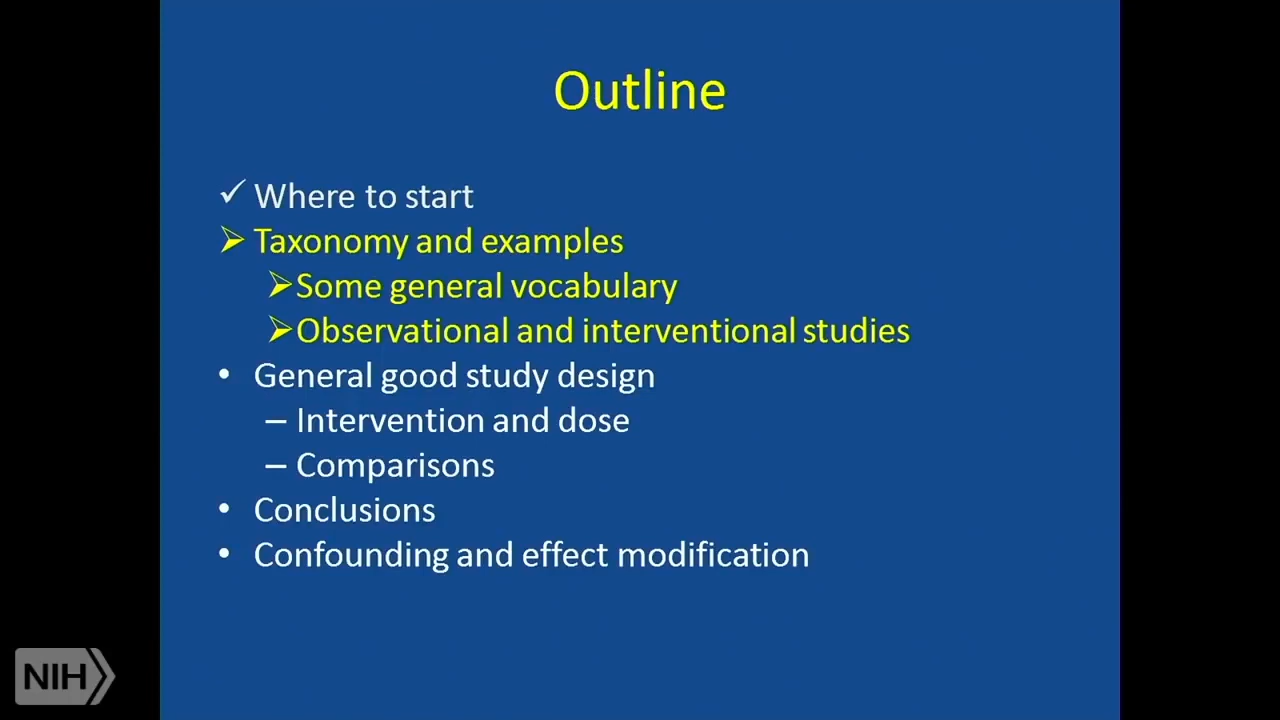 Outline
✓ Where to start
➢ Taxonomy and examples
➢ Some general vocabulary
➢ Observational and interventional studies
• General good study design
– Intervention and dose
– Comparisons
• Conclusions
• Confounding and effect modification
NIH